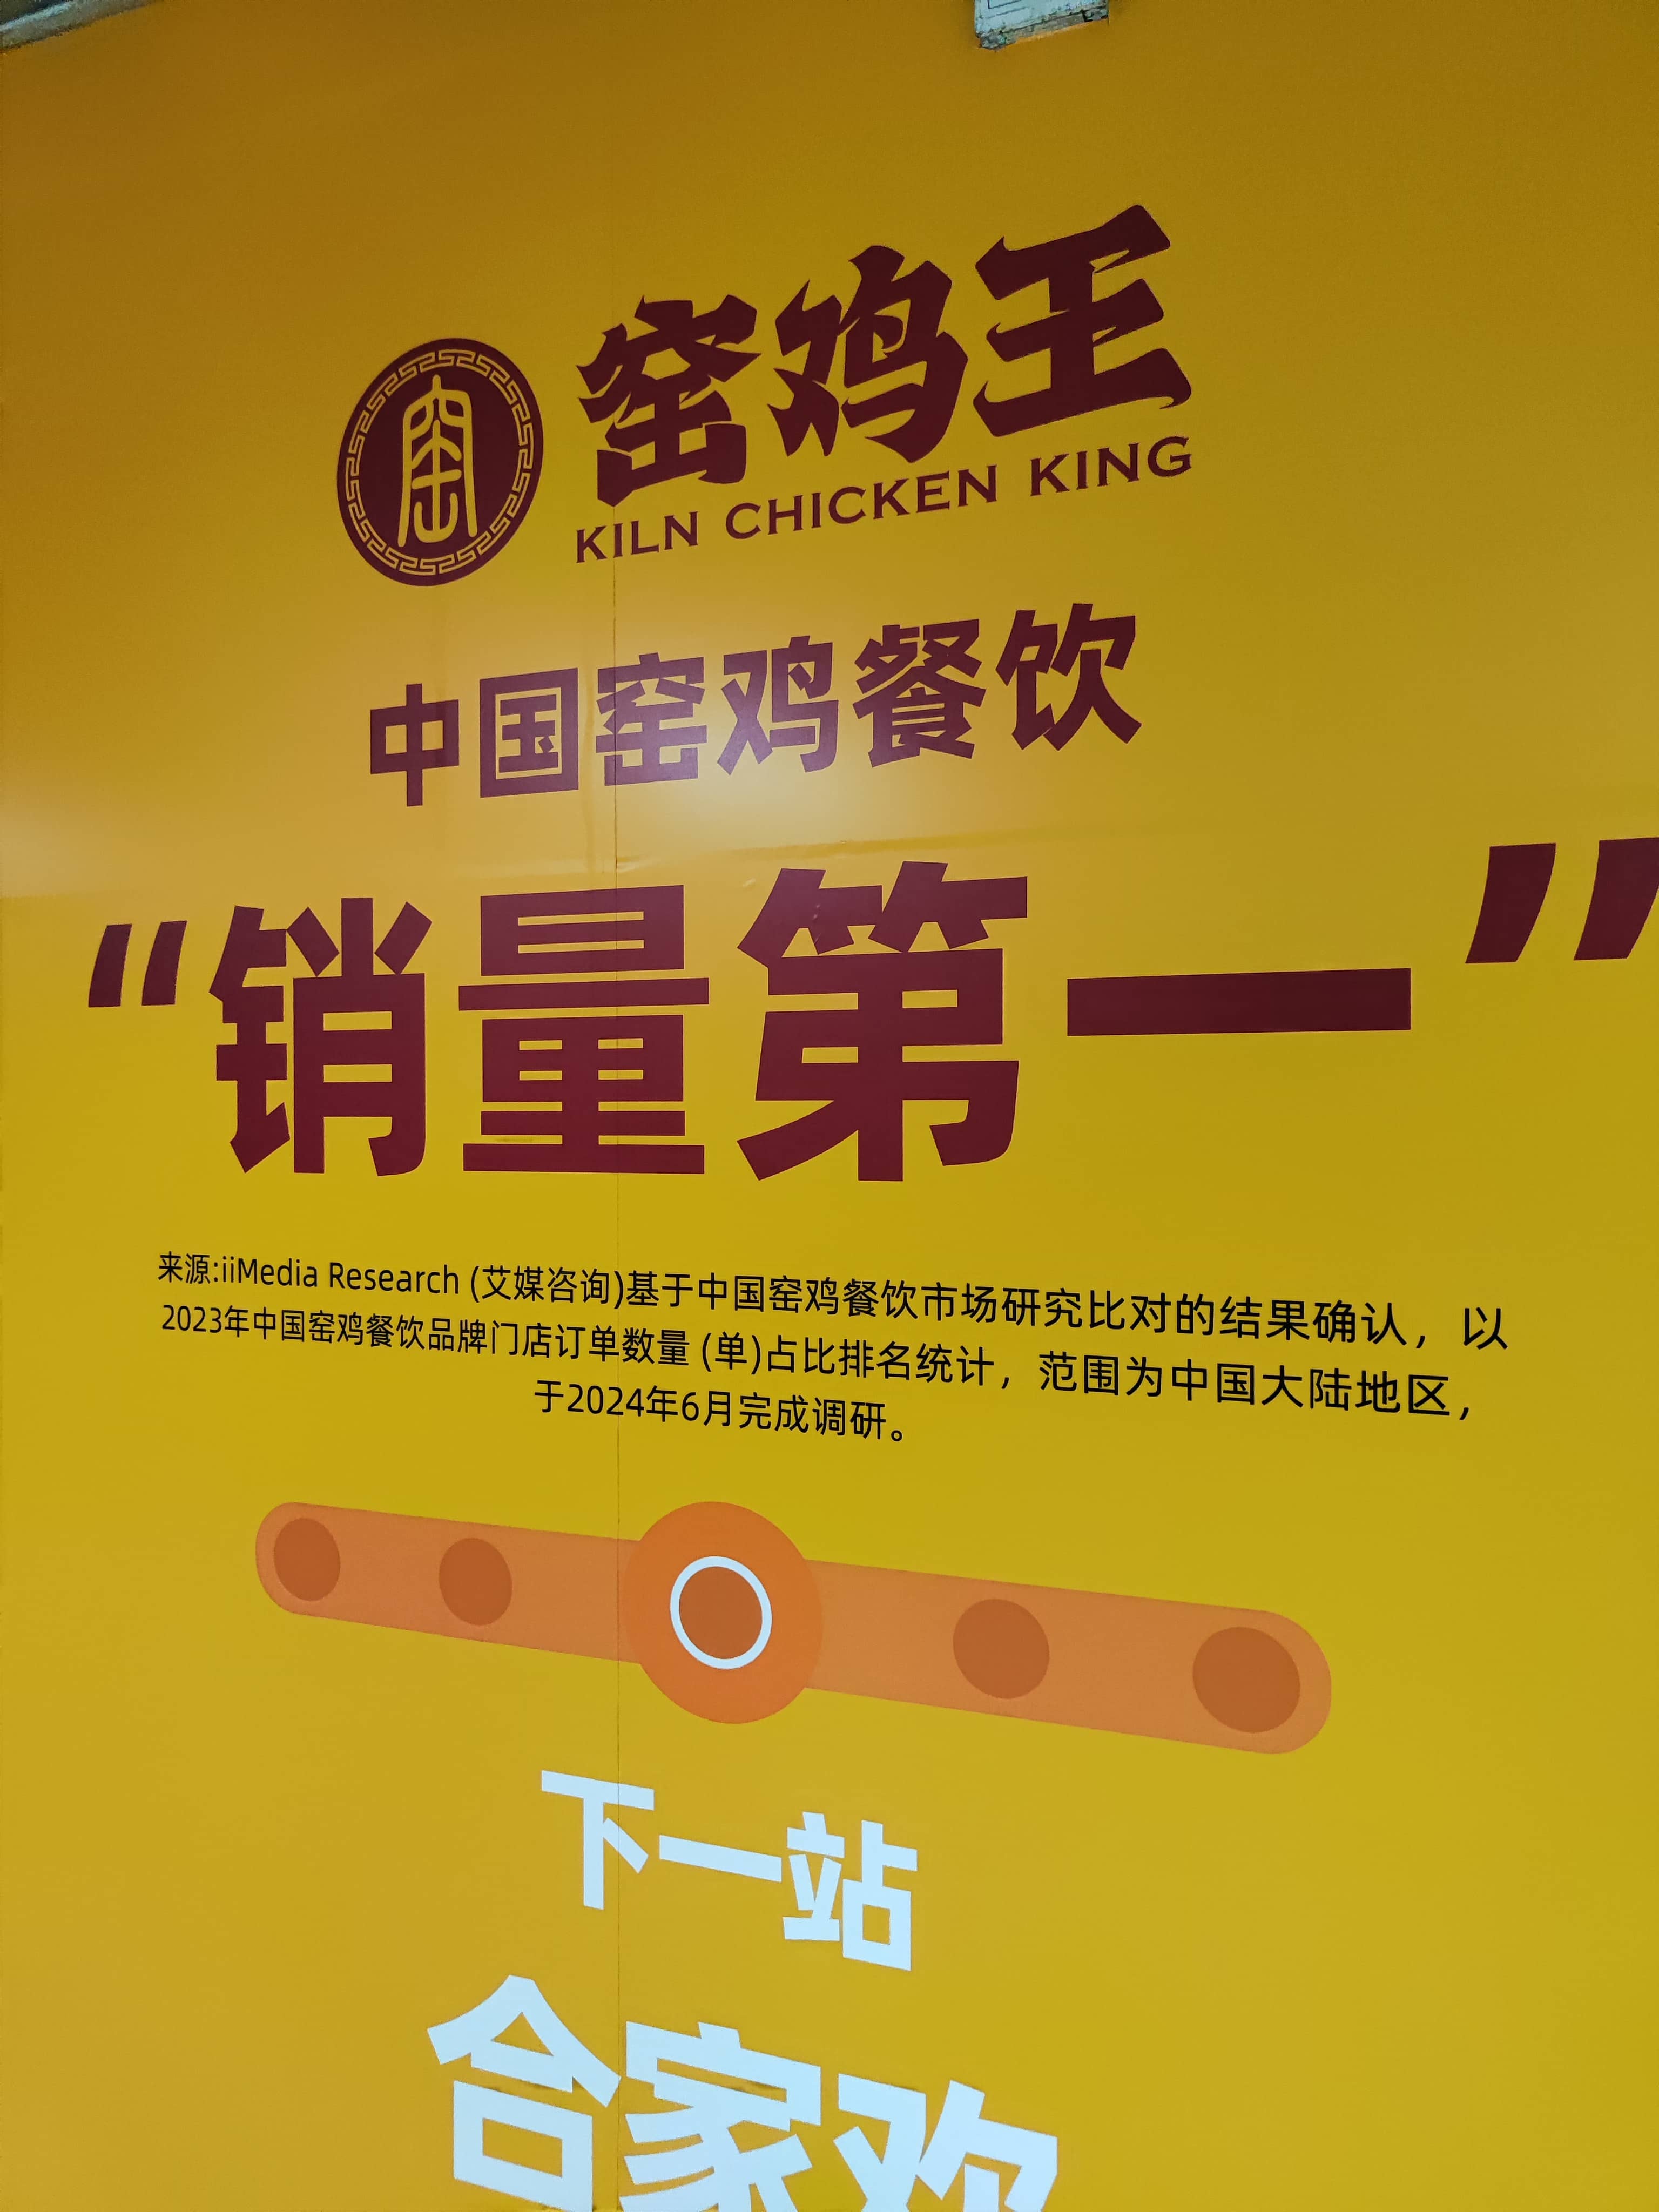 窑
窑鸡王
KILN CHICKEN KING
中国窑鸡餐饮
“销量第一”
来源:iiMedia Research (艾媒咨询)基于中国窑鸡餐饮市场研究比对的结果确认，以
2023年中国窑鸡餐饮品牌门店订单数量 (单)占比排名统计，范围为中国大陆地区，
于2024年6月完成调研。
下一站
合家欢